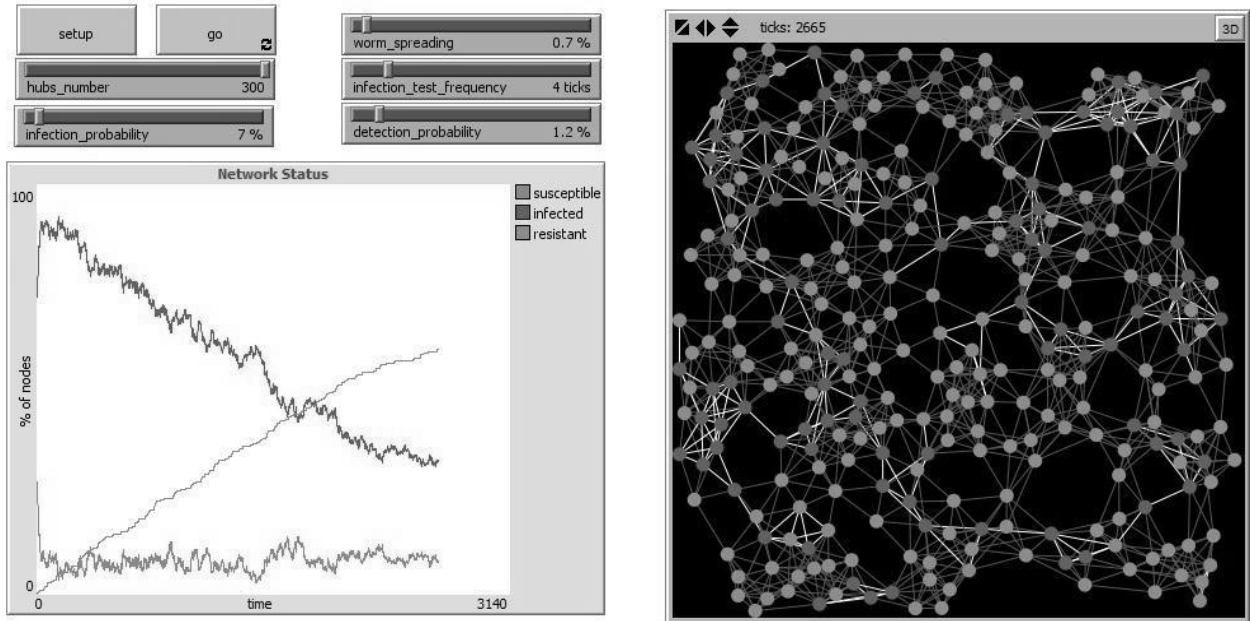 setup
go
hubs_number 300
infection_probability 7 %
worm_spreading 0.7 %
infection_test_frequency 4 ticks
detection_probability 1.2 %
Network Status
100
% of nodes
0
0
time
3140
susceptible
infected
resistant
ticks: 2665
3D